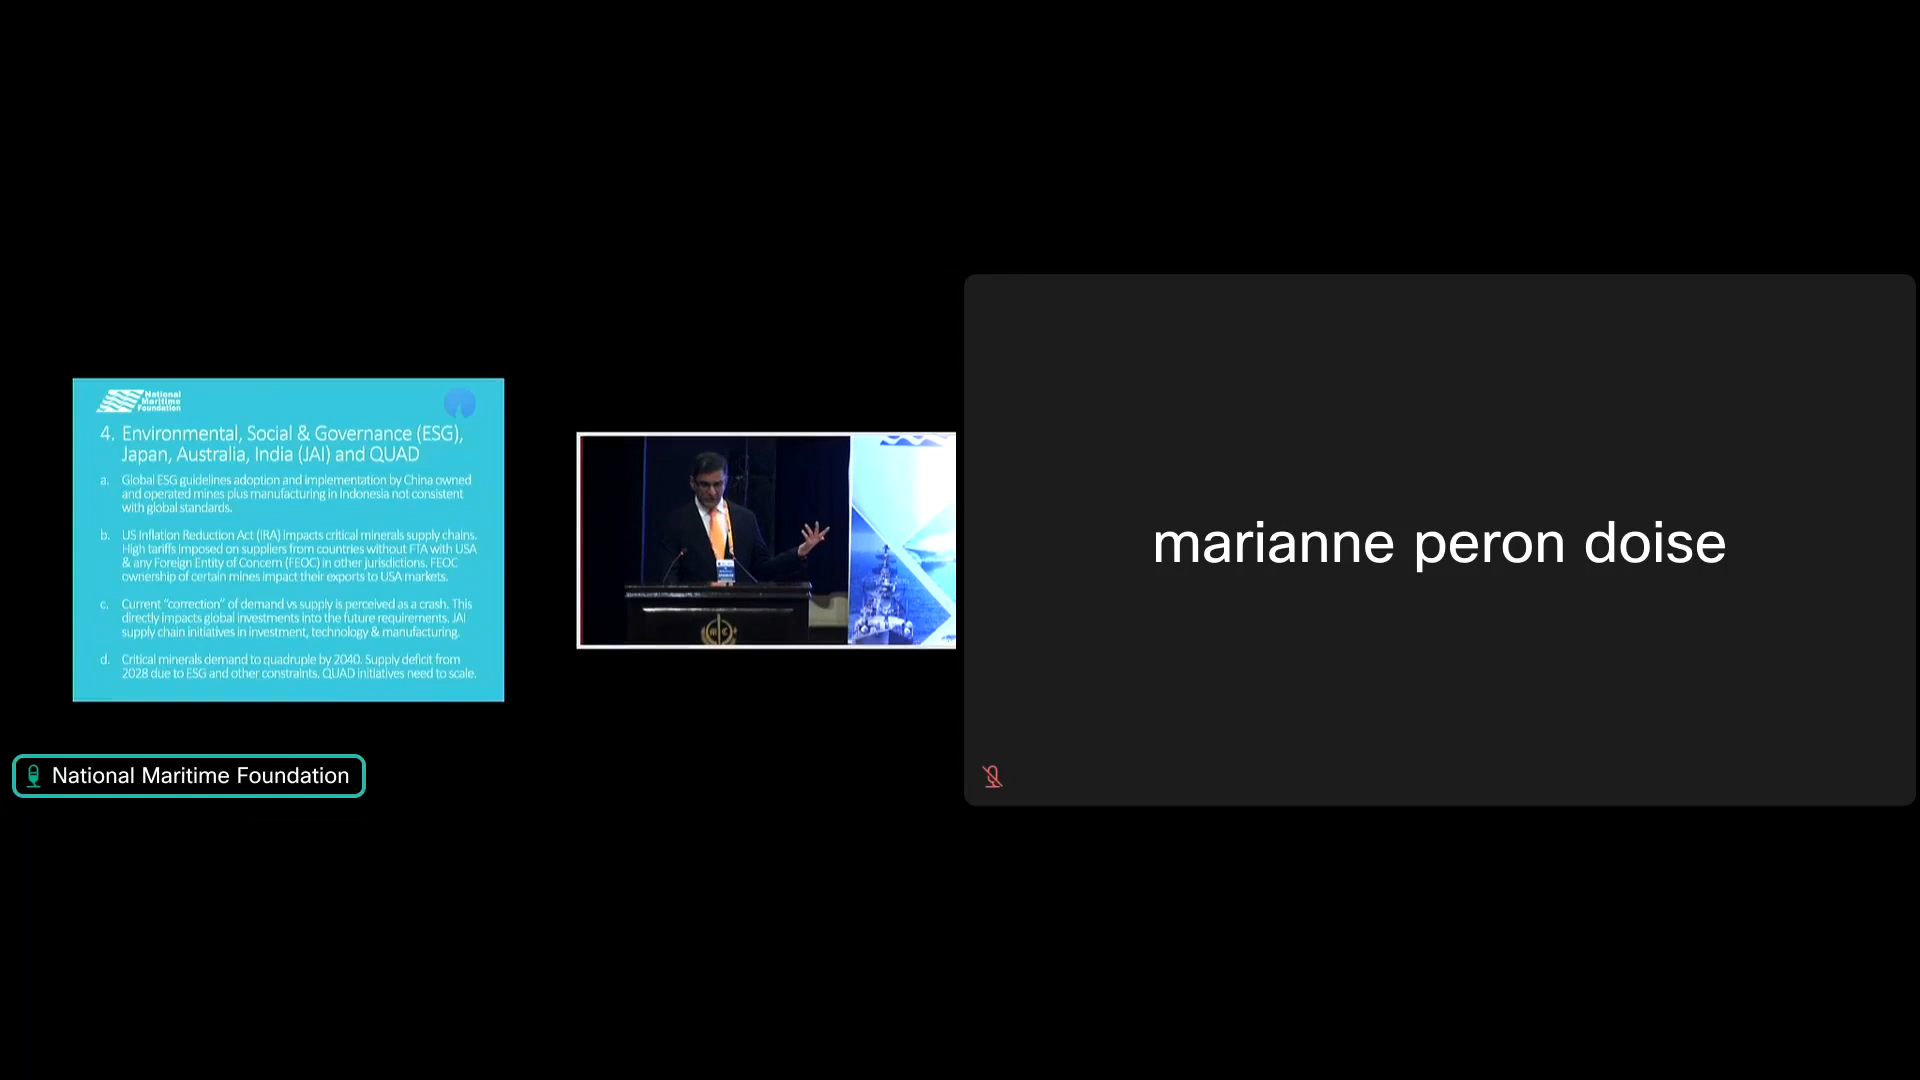 National
Maritime
Foundation
4. Environmental, Social & Governance (ESG),
Japan, Australia, India (JAI) and QUAD
a. Global ESG guidelines adoption and implementation by China owned
and operated mines plus manufacturing in Indonesia not consistent
with global standards.
b. US Inflation Reduction Act (IRA) impacts critical minerals supply chains.
High tariffs imposed on suppliers from countries without FTA with USA
& any Foreign Entity of Concern (FEOC) in other jurisdictions. FEOC
ownership of certain mines impact their exports to USA markets.
c. Current “correction” of demand vs supply is perceived as a crash. This
directly impacts global investments into the future requirements. JAI
supply chain initiatives in investment, technology & manufacturing.
d. Critical minerals demand to quadruple by 2040. Supply deficit from
2028 due to ESG and other constraints. QUAD initiatives need to scale.
National Maritime Foundation
marianne peron doise